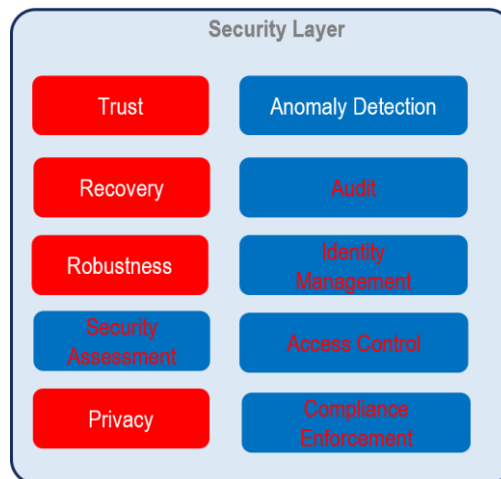 Security Layer
Trust
Anomaly Detection
Recovery
Audit
Robustness
Identity
Management
Security
Assessment
Access Control
Privacy
Compliance
Enforcement